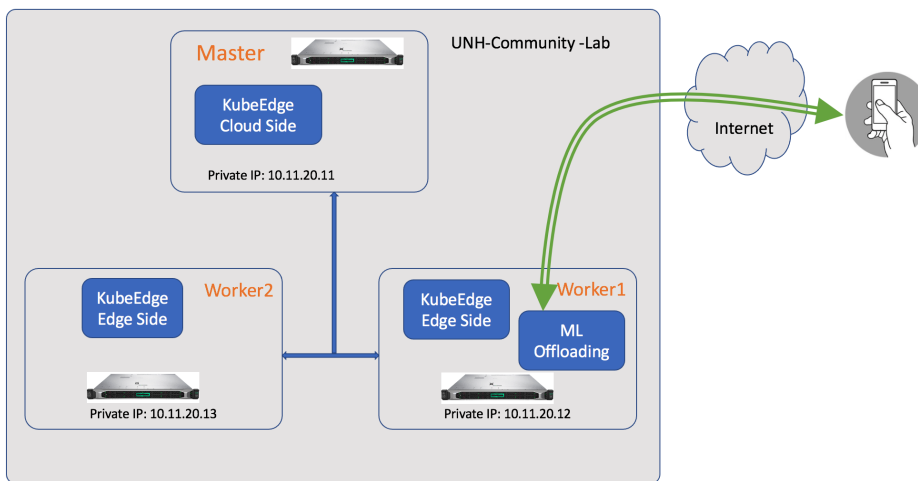 Master
UNH-Community -Lab
KubeEdge
Cloud Side
Private IP: 10.11.20.11
Internet
Worker2
KubeEdge
Edge Side
Private IP: 10.11.20.13
Worker1
KubeEdge
Edge Side
ML
Offloading
Private IP: 10.11.20.12